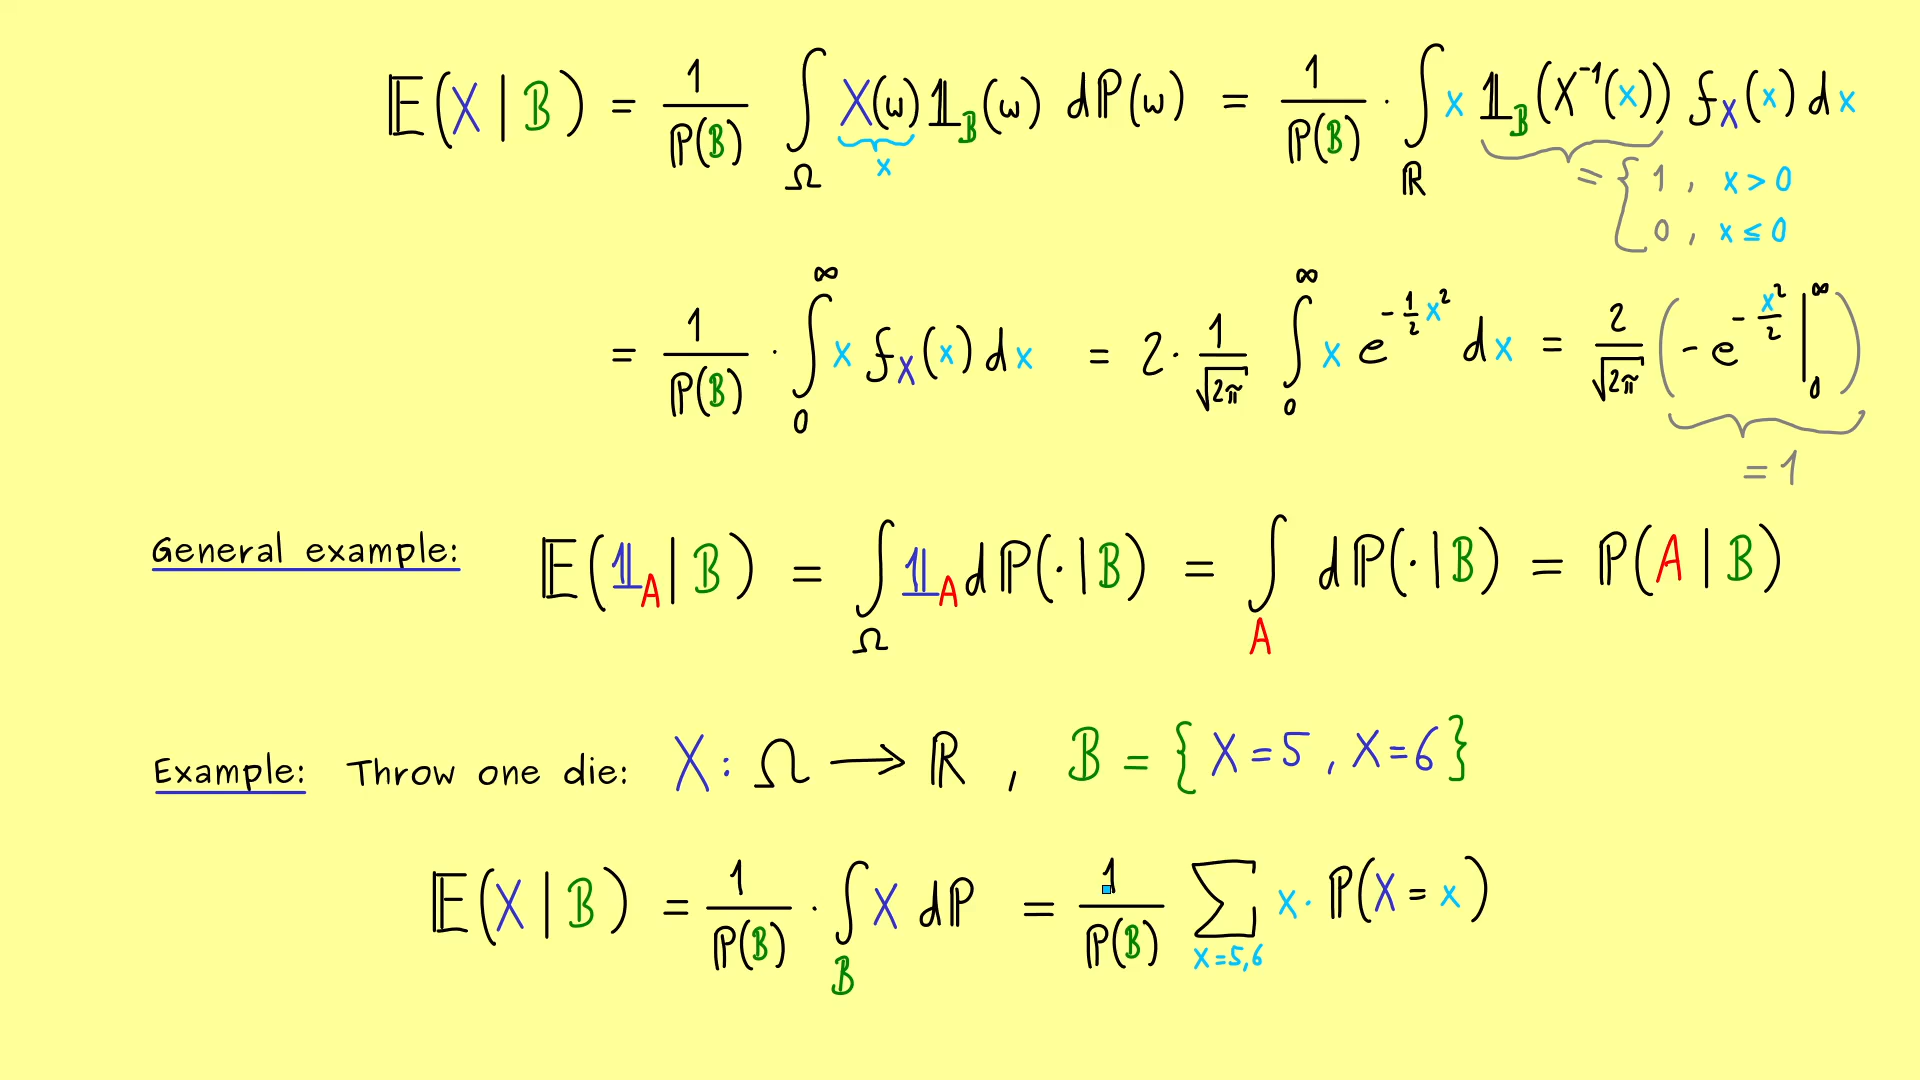 𝔼(X | B) = 1/ℙ(B) ∫_Ω X(ω) 𝟙_B(ω) dℙ(ω) = 1/ℙ(B) · ∫_ℝ x 𝟙_B(X⁻¹(x)) f_X(x) dx
x
= { 1 , x > 0
0 , x ≤ 0
= 1/ℙ(B) · ∫_0^∞ x f_X(x) dx = 2 · 1/√2π ∫_0^∞ x e^{-1/2 x²} dx = 2/√2π ( - e^{-x²/2} |_0^∞ )
= 1
General example: 𝔼(𝟙_A | B) = ∫_Ω 𝟙_A dℙ(· | B) = ∫_A dℙ(· | B) = ℙ(A | B)
Example: Throw one die: X : Ω → ℝ , B = { X = 5 , X = 6 }
𝔼(X | B) = 1/ℙ(B) · ∫_B X dℙ = 1/ℙ(B) ∑_{x=5,6} x · ℙ(X = x)